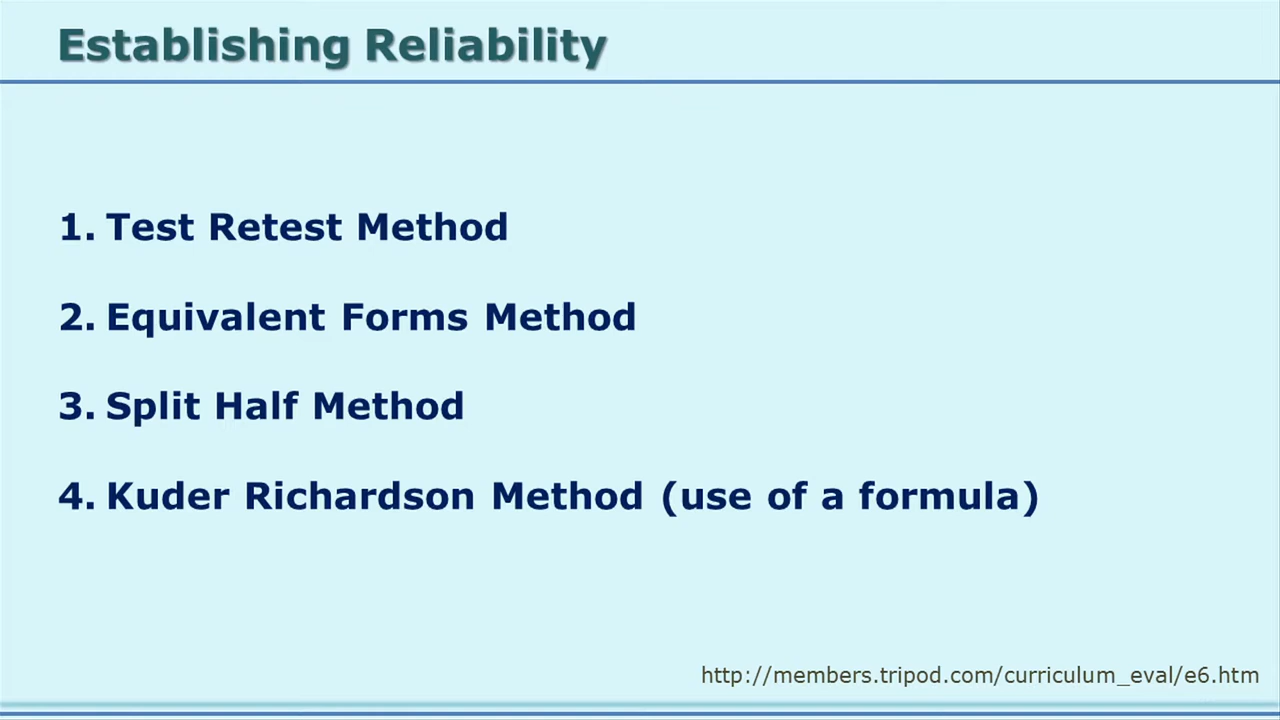 Establishing Reliability
1. Test Retest Method
2. Equivalent Forms Method
3. Split Half Method
4. Kuder Richardson Method (use of a formula)
http://members.tripod.com/curriculum_eval/e6.htm